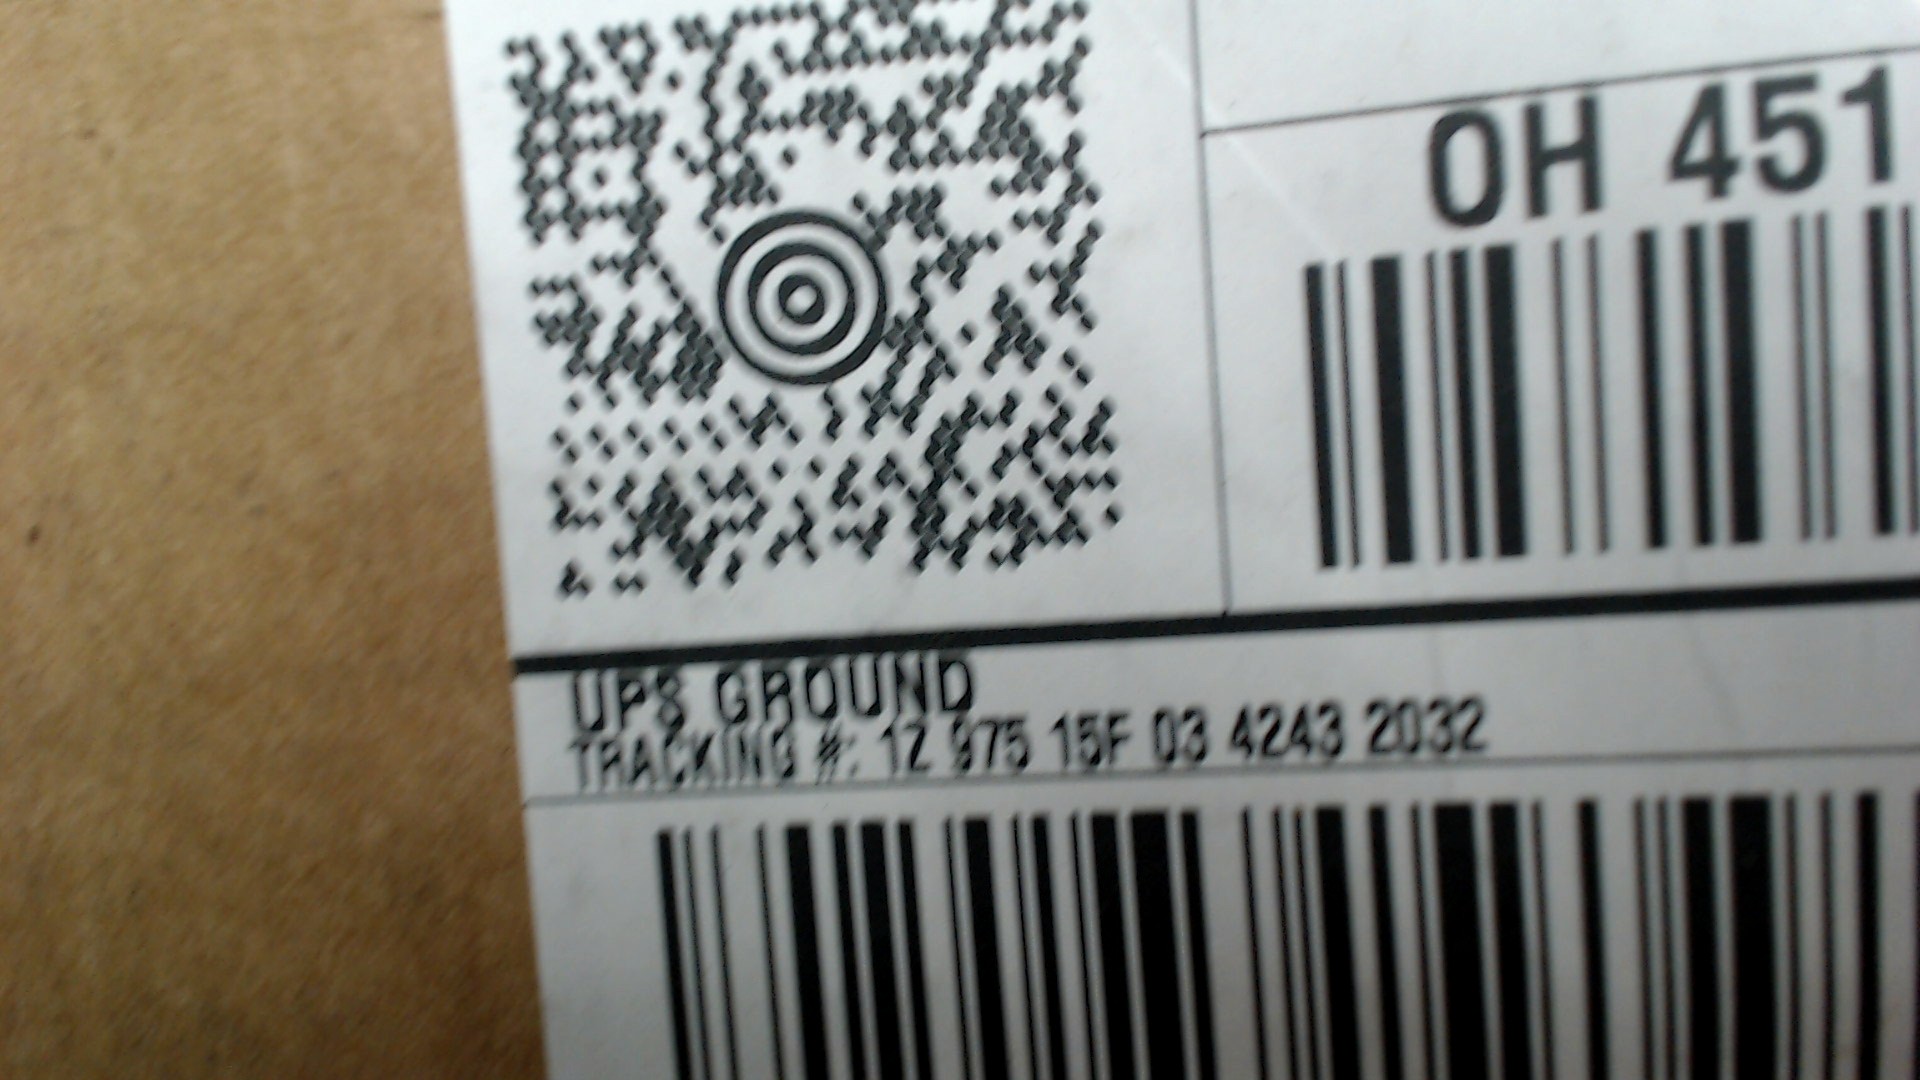 OH 451
UPS GROUND
TRACKING #: 1Z 975 15F 03 4243 2032